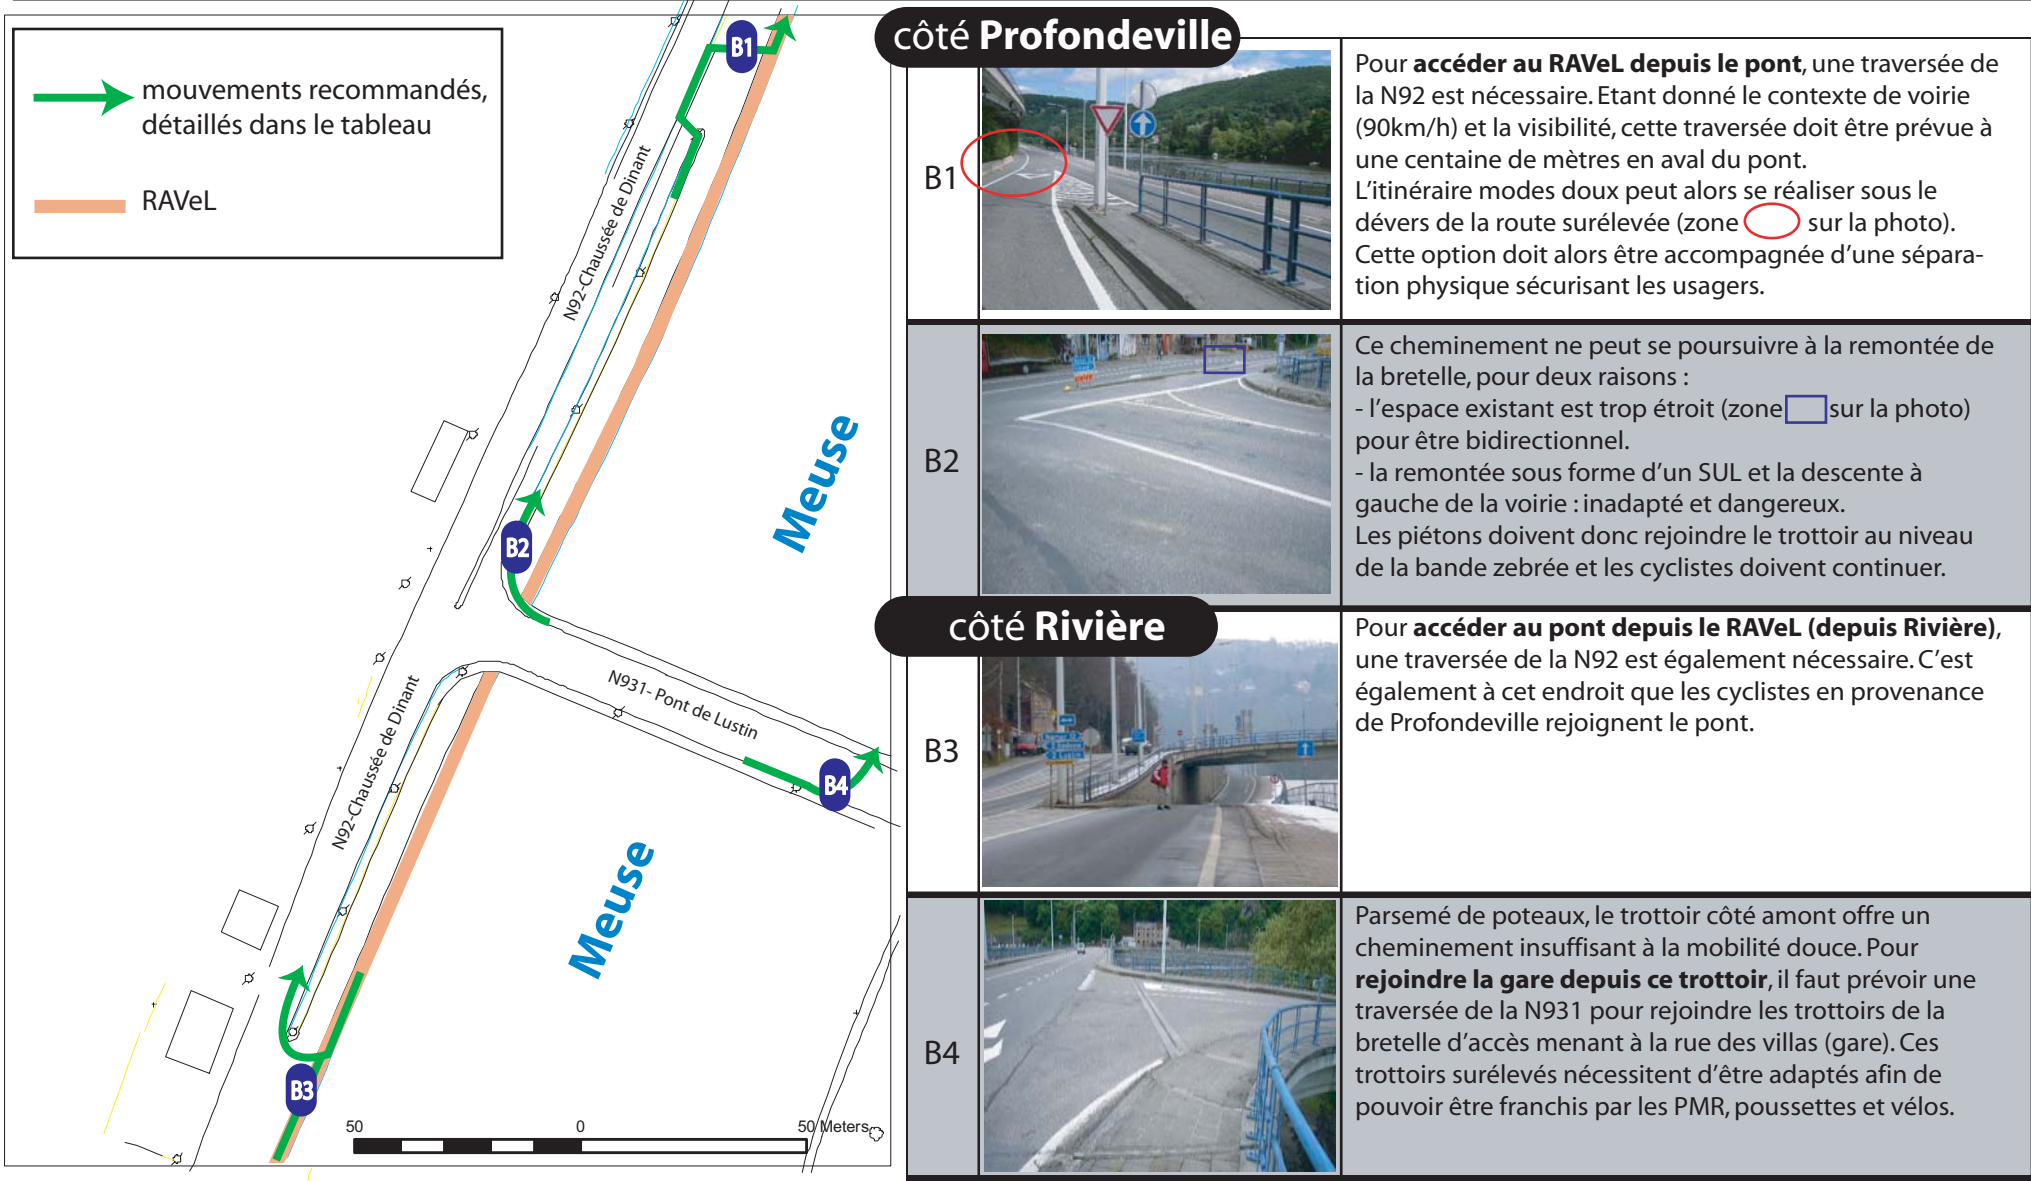 mouvements recommandés,
détaillés dans le tableau
RAVeL
B1
N92-Chaussée de Dinant
Meuse
B2
N931- Pont de Lustin
N92-Chaussée de Dinant
B4
Meuse
B3
50 0 50 Meters
côté Profondeville
B1
Pour accéder au RAVeL depuis le pont, une traversée de
la N92 est nécessaire. Etant donné le contexte de voirie
(90km/h) et la visibilité, cette traversée doit être prévue à
une centaine de mètres en aval du pont.
L'itinéraire modes doux peut alors se réaliser sous le
dévers de la route surélevée (zone sur la photo).
Cette option doit alors être accompagnée d'une sépara-
tion physique sécurisant les usagers.
B2
Ce cheminement ne peut se poursuivre à la remontée de
la bretelle, pour deux raisons :
- l'espace existant est trop étroit (zone sur la photo)
pour être bidirectionnel.
- la remontée sous forme d'un SUL et la descente à
gauche de la voirie : inadapté et dangereux.
Les piétons doivent donc rejoindre le trottoir au niveau
de la bande zebrée et les cyclistes doivent continuer.
côté Rivière
B3
Pour accéder au pont depuis le RAVeL (depuis Rivière),
une traversée de la N92 est également nécessaire. C'est
également à cet endroit que les cyclistes en provenance
de Profondeville rejoignent le pont.
B4
Parsemé de poteaux, le trottoir côté amont offre un
cheminement insuffisant à la mobilité douce. Pour
rejoindre la gare depuis ce trottoir, il faut prévoir une
traversée de la N931 pour rejoindre les trottoirs de la
bretelle d'accès menant à la rue des villas (gare). Ces
trottoirs surélevés nécessitent d'être adaptés afin de
pouvoir être franchis par les PMR, poussettes et vélos.